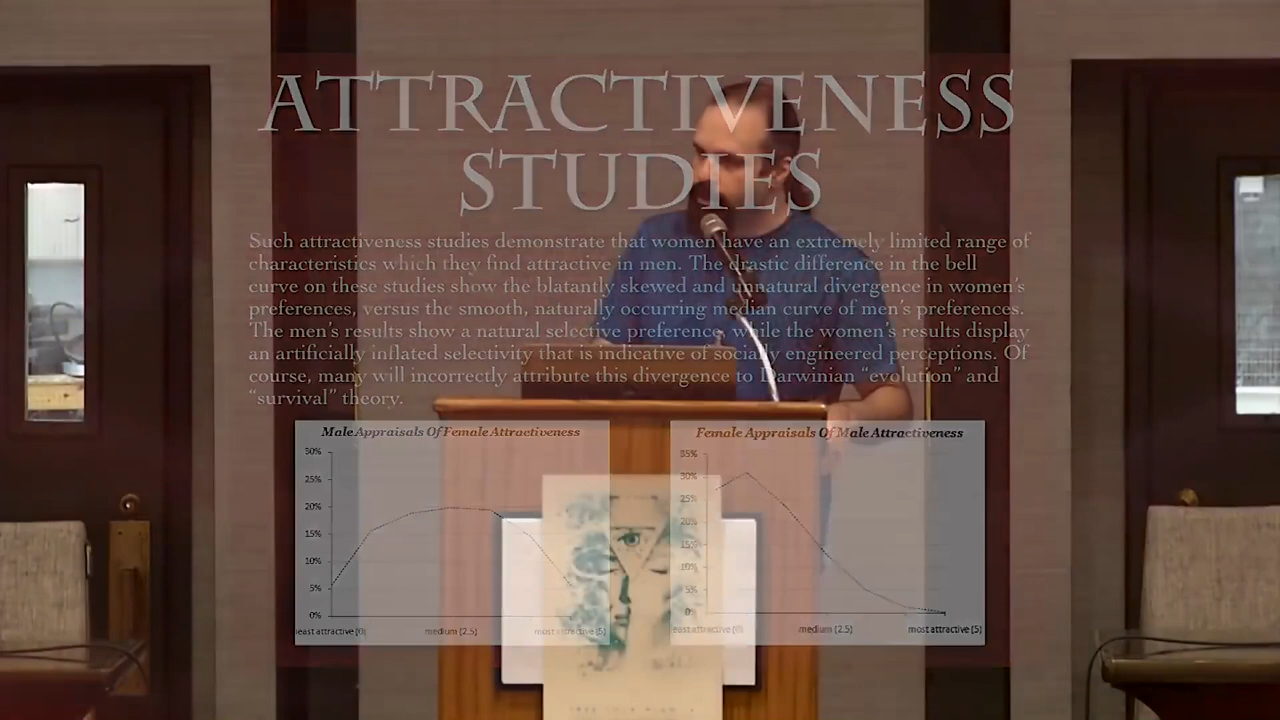 ATTRACTIVENESS
STUDIES
Such attractiveness studies demonstrate that women have an extremely limited range of
characteristics which they find attractive in men. The drastic difference in the bell
curve on these studies show the blatantly skewed and unnatural divergence in women's
preferences, versus the smooth, naturally occurring median curve of men's preferences.
The men's results show a natural selective preference, while the women's results display
an artificially inflated selectivity that is indicative of socially engineered perceptions. Of
course, many will incorrectly attribute this divergence to Darwinian “evolution” and
“survival” theory.
Male Appraisals Of Female Attractiveness
30%
25%
20%
15%
10%
5%
0%
east attractive (0) medium (2.5) most attractive (5)
Female Appraisals Of Male Attractiveness
35%
30%
25%
20%
15%
10%
5%
0%
east attractive (0) medium (2.5) most attractive (5)